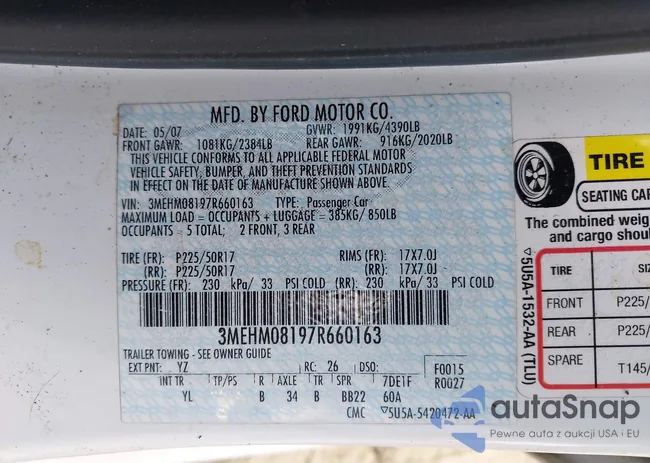 MFD. BY FORD MOTOR CO.
DATE: 05/07 GVWR: 1991KG/4390LB
FRONT GAWR: 1081KG/2384LB REAR GAWR: 916KG/2020LB
THIS VEHICLE CONFORMS TO ALL APPLICABLE FEDERAL MOTOR
VEHICLE SAFETY, BUMPER, AND THEFT PREVENTION STANDARDS
IN EFFECT ON THE DATE OF MANUFACTURE SHOWN ABOVE.
VIN: 3MEHM08197R660163 TYPE: Passenger Car
MAXIMUM LOAD = OCCUPANTS + LUGGAGE = 385KG/ 850LB
OCCUPANTS = 5 TOTAL; 2 FRONT, 3 REAR
TIRE (FR): P225/50R17 RIMS (FR): 17X7.0J
(RR): P225/50R17 (RR): 17X7.0J
PRESSURE (FR): 230 kPa/ 33 PSI COLD (RR): 230 kPa/ 33 PSI COLD
3MEHM08197R660163
TRAILER TOWING - SEE OWNER GUIDE
EXT PNT: YZ RC: 26 DSO: F0015
R0027
INT TR TP/PS R AXLE TR SPR 7DE1F
YL B 34 B BB22 60A
CMC ▽5U5A-5420472-AA
▽5U5A-1532-AA (TLU)
TIRE
SEATING CA
The combined weig
and cargo shoul
TIRE SI
FRONT P225/
REAR P225/
SPARE T145/
autaSnap
Pewne auta z aukcji USA i EU